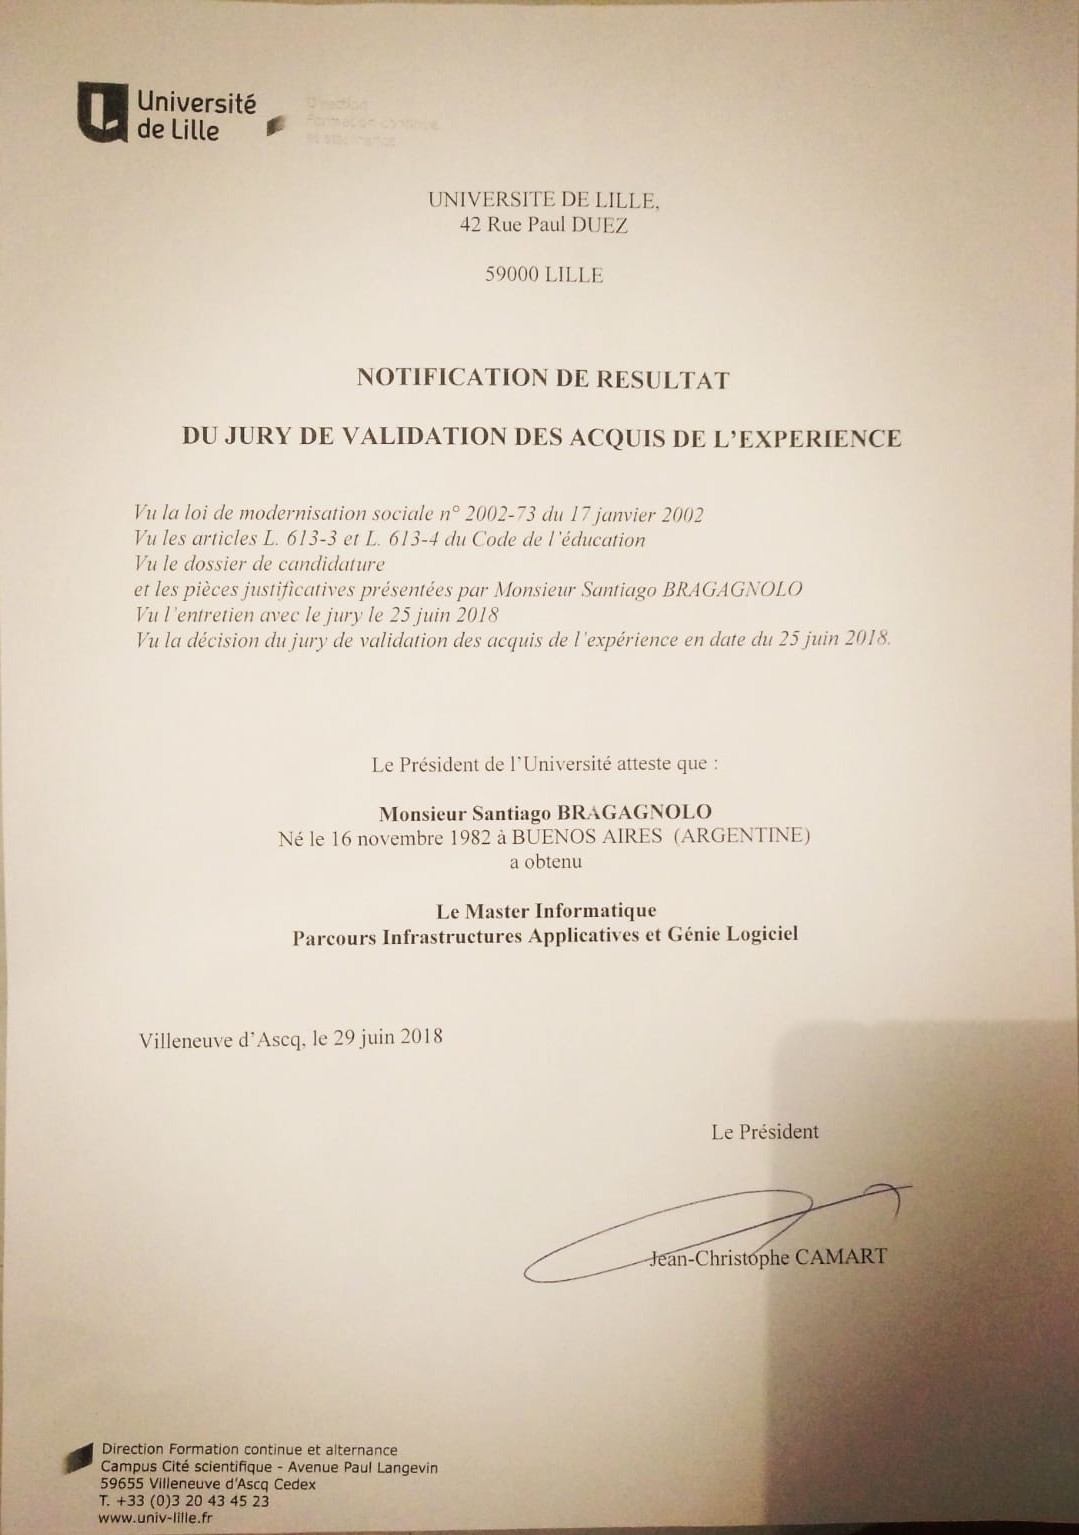 Université
de Lille
Direction
Formation continue
et alternance
UNIVERSITE DE LILLE,
42 Rue Paul DUEZ
59000 LILLE
NOTIFICATION DE RESULTAT
DU JURY DE VALIDATION DES ACQUIS DE L'EXPERIENCE
Vu la loi de modernisation sociale n° 2002-73 du 17 janvier 2002
Vu les articles L. 613-3 et L. 613-4 du Code de l'éducation
Vu le dossier de candidature
et les pièces justificatives présentées par Monsieur Santiago BRAGAGNOLO
Vu l'entretien avec le jury le 25 juin 2018
Vu la décision du jury de validation des acquis de l'expérience en date du 25 juin 2018.
Le Président de l'Université atteste que :
Monsieur Santiago BRAGAGNOLO
Né le 16 novembre 1982 à BUENOS AIRES (ARGENTINE)
a obtenu
Le Master Informatique
Parcours Infrastructures Applicatives et Génie Logiciel
Villeneuve d'Ascq, le 29 juin 2018
Le Président
Jean-Christophe CAMART
Direction Formation continue et alternance
Campus Cité scientifique - Avenue Paul Langevin
59655 Villeneuve d'Ascq Cedex
T. +33 (0)3 20 43 45 23
www.univ-lille.fr